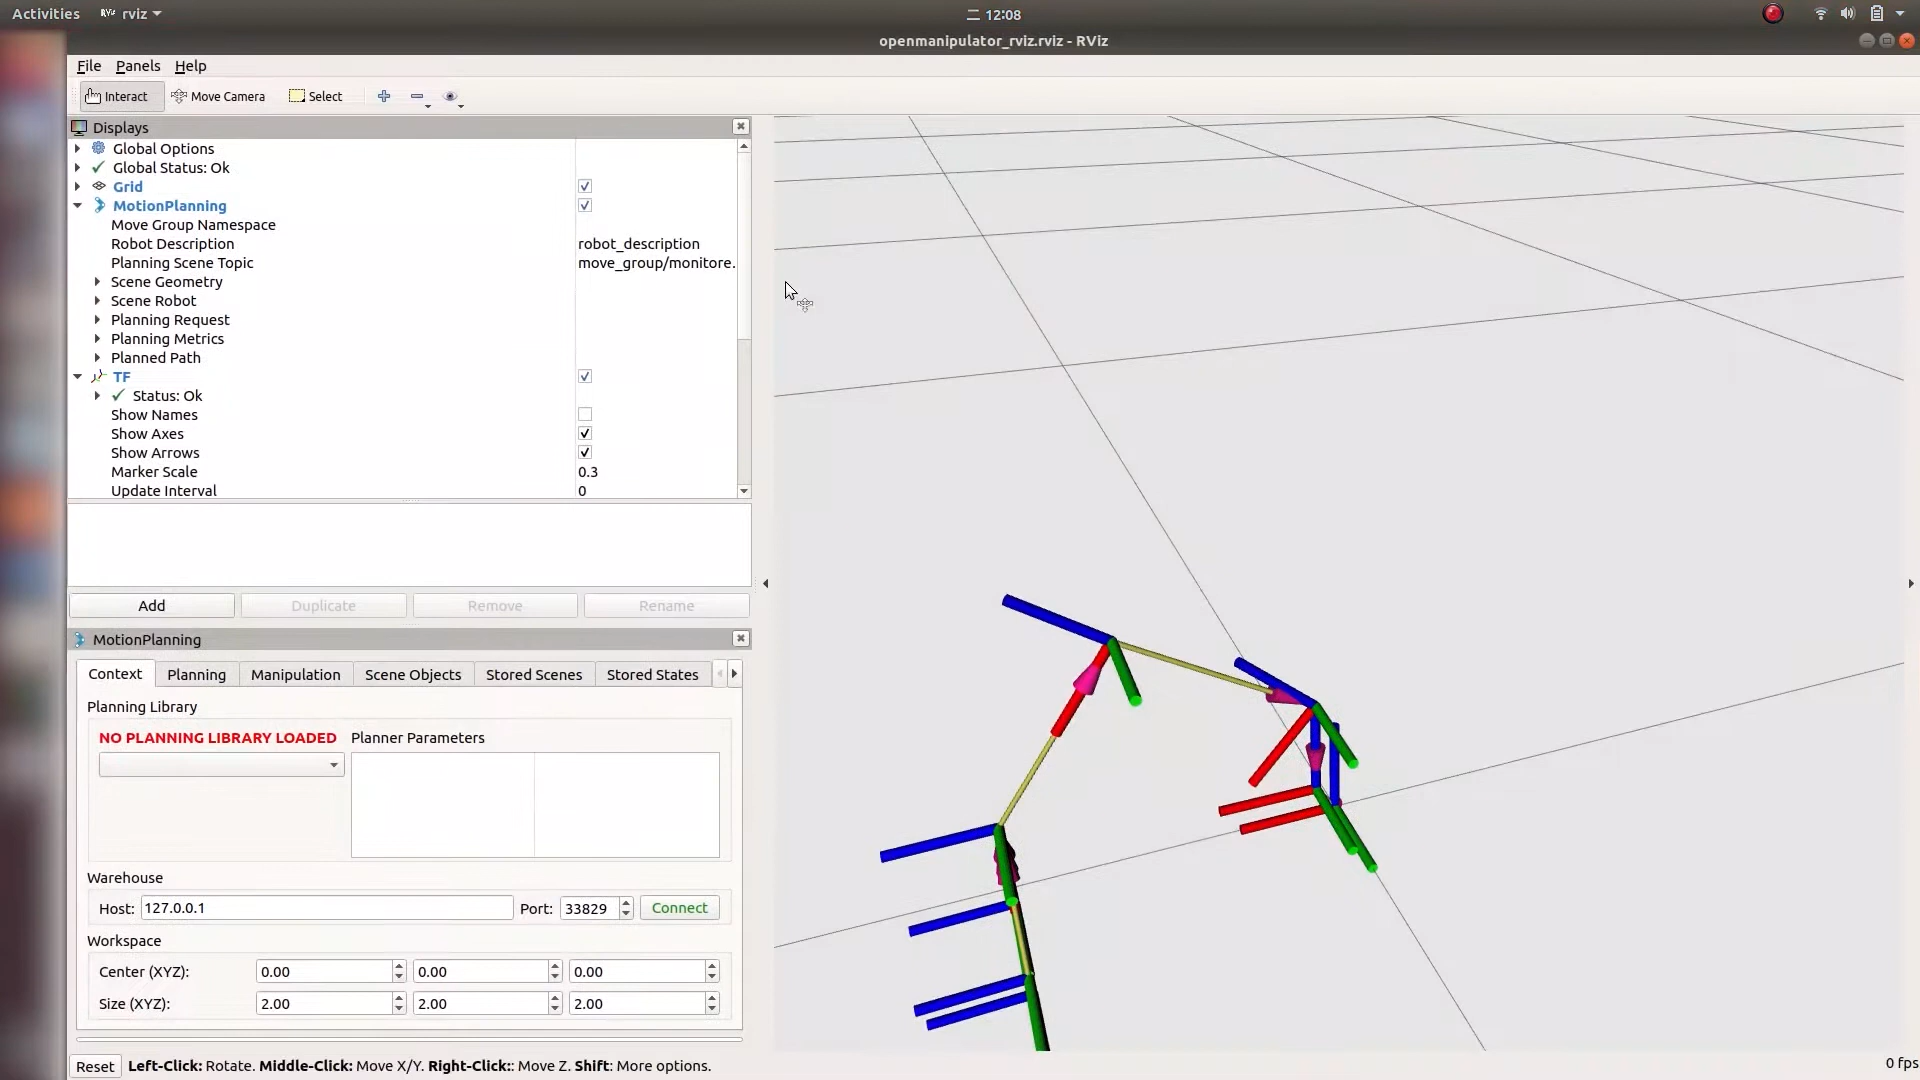 Activities rviz 二 12:08
openmanipulator_rviz.rviz - RViz
File Panels Help
Interact Move Camera Select
Displays
Global Options
Global Status: Ok
Grid
MotionPlanning
Move Group Namespace
Robot Description robot_description
Planning Scene Topic move_group/monitore.
Scene Geometry
Scene Robot
Planning Request
Planning Metrics
Planned Path
TF
Status: Ok
Show Names
Show Axes
Show Arrows
Marker Scale 0.3
Update Interval 0
Add Duplicate Remove Rename
MotionPlanning
Context Planning Manipulation Scene Objects Stored Scenes Stored States
Planning Library
NO PLANNING LIBRARY LOADED Planner Parameters
Warehouse
Host: 127.0.0.1 Port: 33829 Connect
Workspace
Center (XYZ): 0.00 0.00 0.00
Size (XYZ): 2.00 2.00 2.00
Reset Left-Click: Rotate. Middle-Click: Move X/Y. Right-Click:: Move Z. Shift: More options. 0 fps